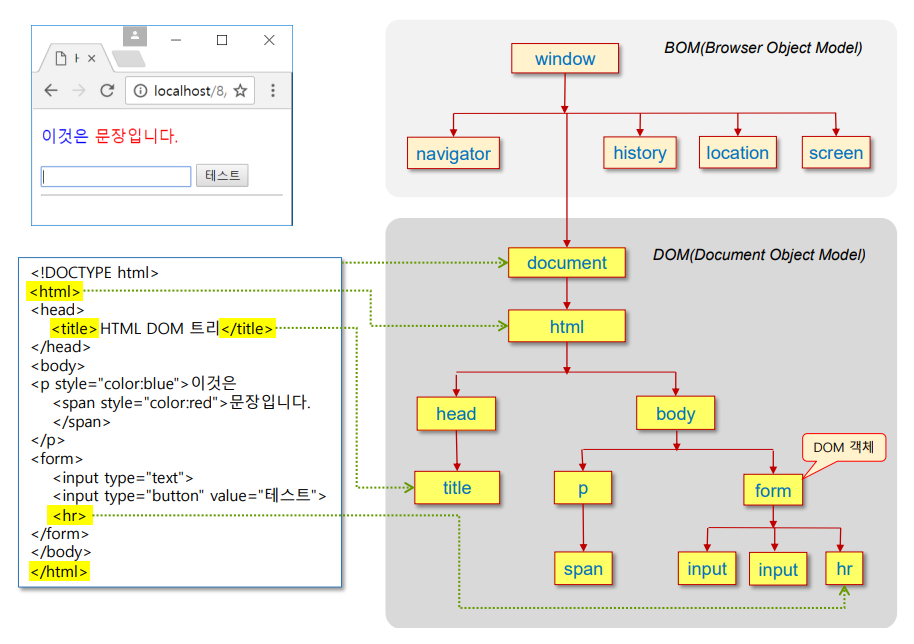 localhost/8/
이것은 문장입니다.
테스트
BOM(Browser Object Model)
window
navigator
history
location
screen
DOM(Document Object Model)
document
html
head
body
DOM 객체
title
p
form
span
input
input
hr
<!DOCTYPE html>
<html>
<head>
<title>HTML DOM 트리</title>
</head>
<body>
<p style="color:blue">이것은
<span style="color:red">문장입니다.
</span>
</p>
<form>
<input type="text">
<input type="button" value="테스트">
<hr>
</form>
</body>
</html>